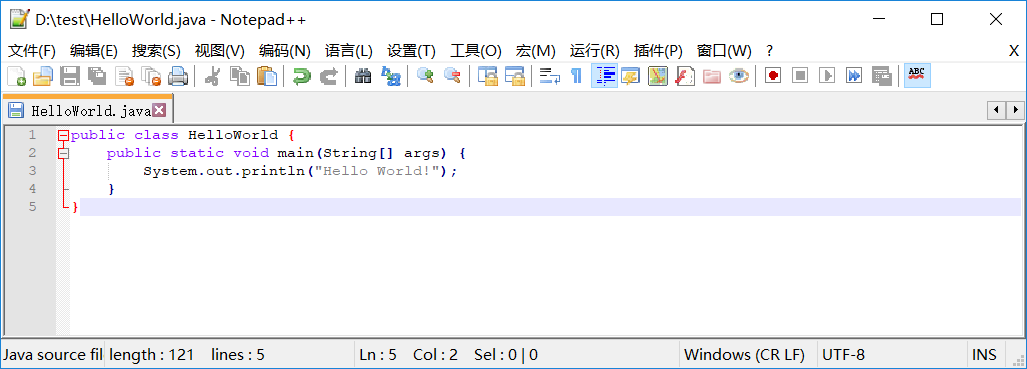 D:\test\HelloWorld.java - Notepad++
文件(F) 编辑(E) 搜索(S) 视图(V) 编码(N) 语言(L) 设置(T) 工具(O) 宏(M) 运行(R) 插件(P) 窗口(W) ? X
ABC
HelloWorld.java
1 public class HelloWorld {
2     public static void main(String[] args) {
3         System.out.println("Hello World!");
4     }
5 }
Java source fil length : 121 lines : 5 Ln : 5 Col : 2 Sel : 0 | 0 Windows (CR LF) UTF-8 INS